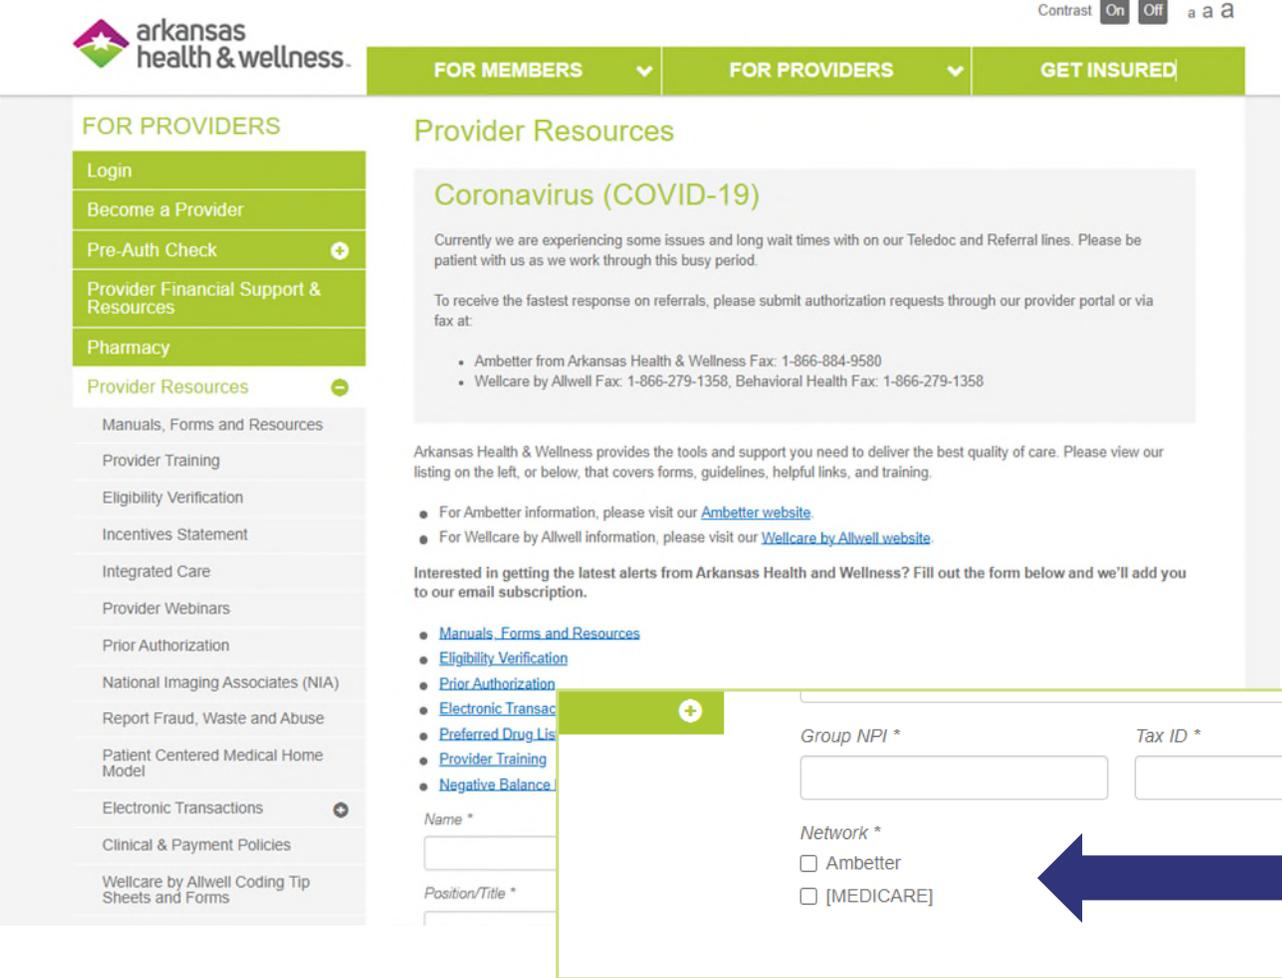 Contrast On Off a a a
arkansas
health & wellness
FOR MEMBERS
FOR PROVIDERS
GET INSURED
FOR PROVIDERS
Login
Become a Provider
Pre-Auth Check
Provider Financial Support &
Resources
Pharmacy
Provider Resources
Manuals, Forms and Resources
Provider Training
Eligibility Verification
Incentives Statement
Integrated Care
Provider Webinars
Prior Authorization
National Imaging Associates (NIA)
Report Fraud, Waste and Abuse
Patient Centered Medical Home
Model
Electronic Transactions
Clinical & Payment Policies
Wellcare by Allwell Coding Tip
Sheets and Forms
Provider Resources
Coronavirus (COVID-19)
Currently we are experiencing some issues and long wait times with on our Teledoc and Referral lines. Please be
patient with us as we work through this busy period.
To receive the fastest response on referrals, please submit authorization requests through our provider portal or via
fax at:
• Ambetter from Arkansas Health & Wellness Fax: 1-866-884-9580
• Wellcare by Allwell Fax: 1-866-279-1358, Behavioral Health Fax: 1-866-279-1358
Arkansas Health & Wellness provides the tools and support you need to deliver the best quality of care. Please view our
listing on the left, or below, that covers forms, guidelines, helpful links, and training.
• For Ambetter information, please visit our Ambetter website.
• For Wellcare by Allwell information, please visit our Wellcare by Allwell website.
Interested in getting the latest alerts from Arkansas Health and Wellness? Fill out the form below and we'll add you
to our email subscription.
• Manuals, Forms and Resources
• Eligibility Verification
• Prior Authorization
• Electronic Transac
• Preferred Drug Lis
• Provider Training
• Negative Balance
Name *
Position/Title *
Group NPI *
Tax ID *
Network *
Ambetter
[MEDICARE]